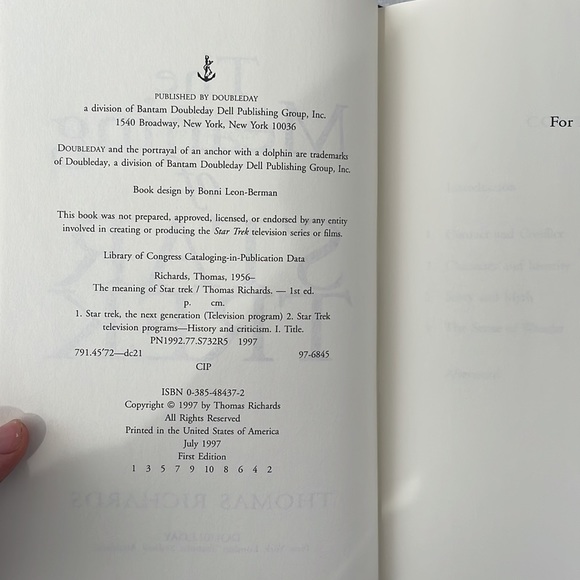 PUBLISHED BY DOUBLEDAY
a division of Bantam Doubleday Dell Publishing Group, Inc.
1540 Broadway, New York, New York 10036
DOUBLEDAY and the portrayal of an anchor with a dolphin are trademarks
of Doubleday, a division of Bantam Doubleday Dell Publishing Group, Inc.
Book design by Bonni Leon-Berman
This book was not prepared, approved, licensed, or endorsed by any entity
involved in creating or producing the Star Trek television series or films.
Library of Congress Cataloging-in-Publication Data
Richards, Thomas, 1956–
The meaning of Star trek / Thomas Richards. — 1st ed.
p. cm.
1. Star trek, the next generation (Television program) 2. Star Trek
television programs—History and criticism. I. Title.
PN1992.77.S732R5 1997
791.45'72—dc21 97-6845
CIP
ISBN 0-385-48437-2
Copyright © 1997 by Thomas Richards
All Rights Reserved
Printed in the United States of America
July 1997
First Edition
1 3 5 7 9 10 8 6 4 2
For